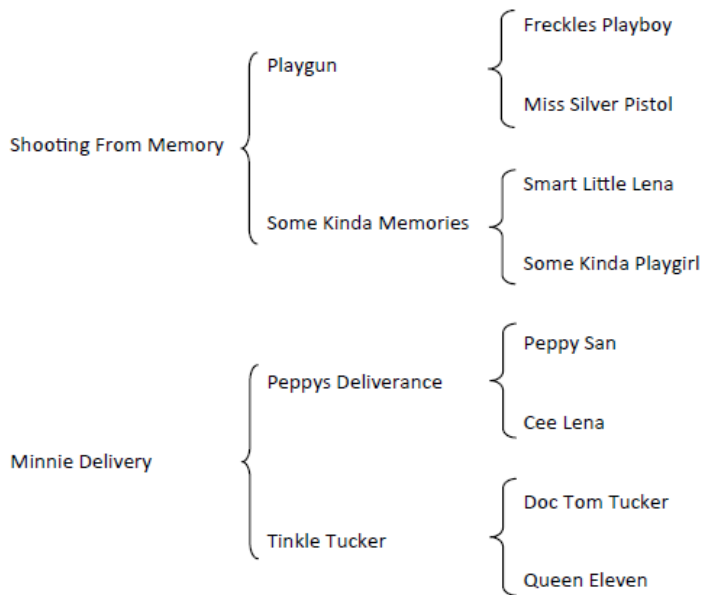 Freckles Playboy
Playgun
Miss Silver Pistol
Shooting From Memory
Smart Little Lena
Some Kinda Memories
Some Kinda Playgirl
Peppy San
Peppys Deliverance
Cee Lena
Minnie Delivery
Doc Tom Tucker
Tinkle Tucker
Queen Eleven